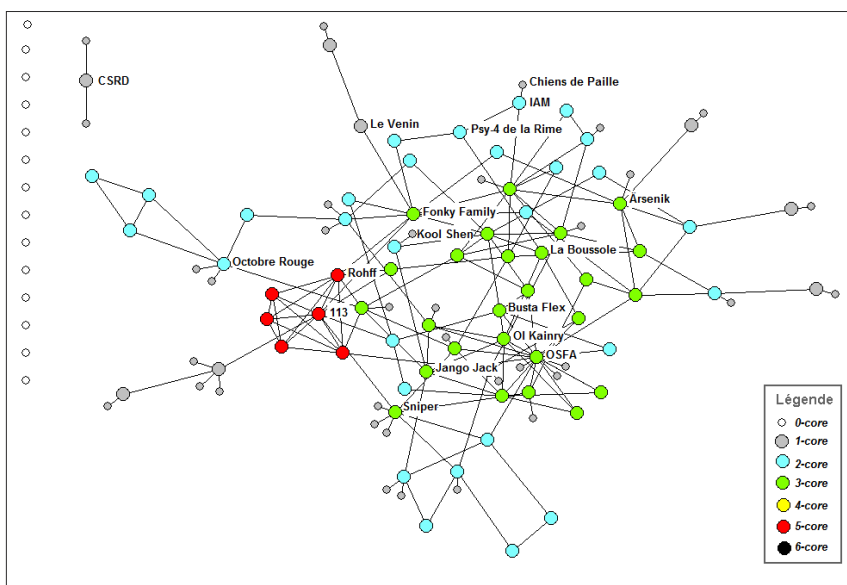 CSRD
Chiens de Paille
IAM
Le Venin
Psy 4 de la Rime
Ärsenik
Fonky Family
Kool Shen
La Boussole
Octobre Rouge
Rohff
113
Busta Flex
Ol Kainry
OSFA
Jango Jack
Sniper
Légende
0-core
1-core
2-core
3-core
4-core
5-core
6-core